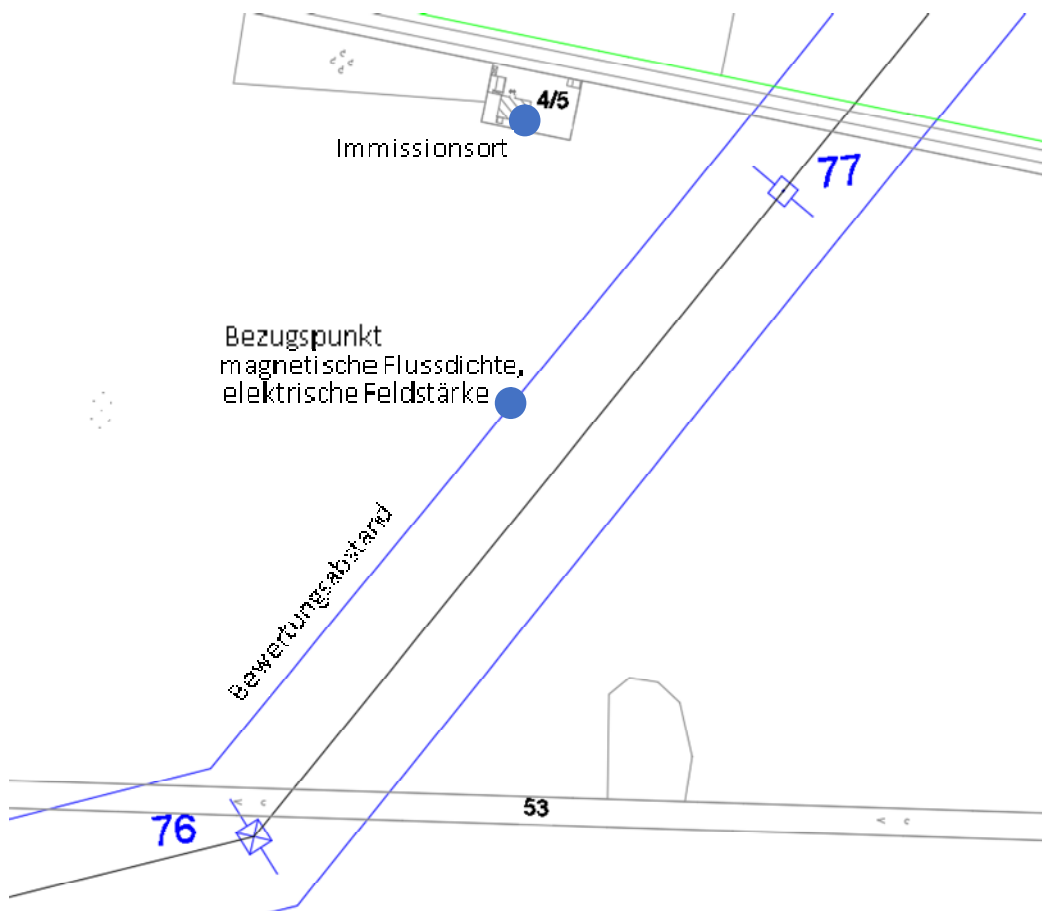 4/5
Immissionsort
77
Bezugspunkt
magnetische Flussdichte,
elektrische Feldstärke
Bewertungsabstand
53
76